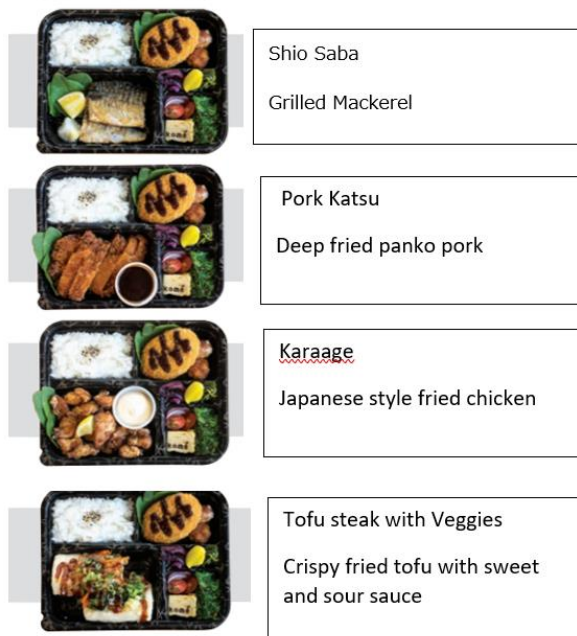 Shio Saba
Grilled Mackerel
Pork Katsu
Deep fried panko pork
Karaage
Japanese style fried chicken
Tofu steak with Veggies
Crispy fried tofu with sweet
and sour sauce